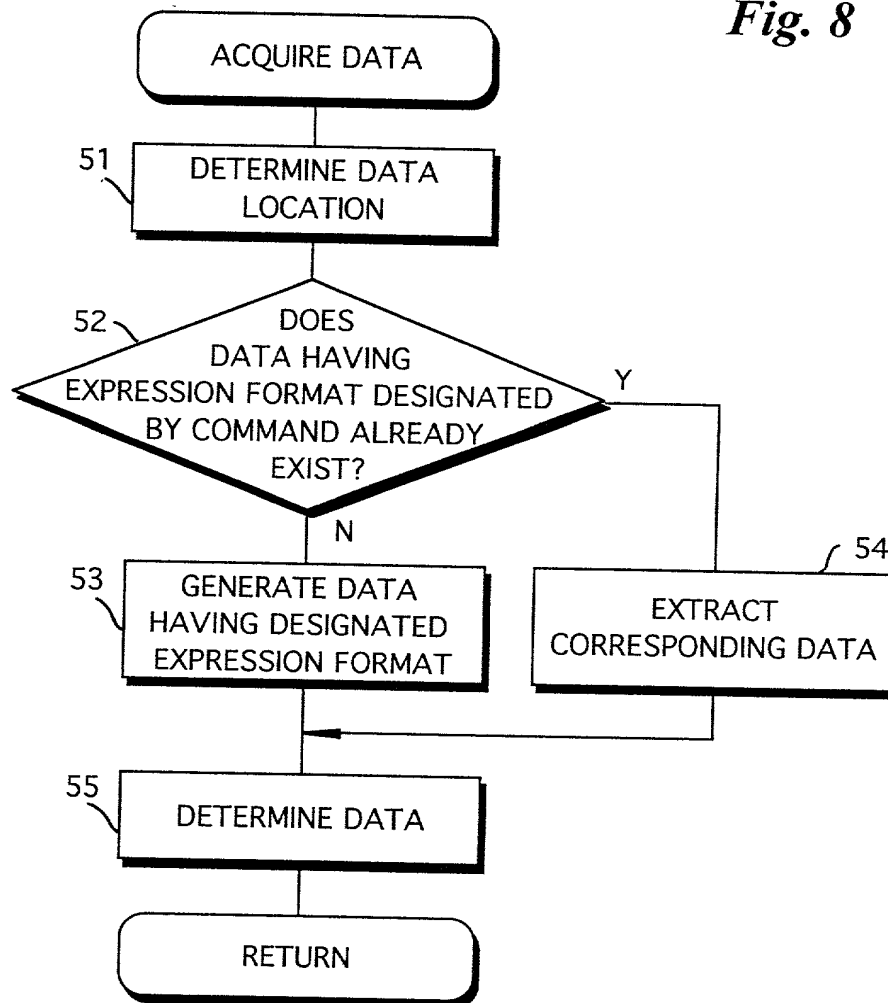 Fig. 8
ACQUIRE DATA
51
DETERMINE DATA
LOCATION
52
DOES
DATA HAVING
EXPRESSION FORMAT DESIGNATED
BY COMMAND ALREADY
EXIST?
Y
N
53
GENERATE DATA
HAVING DESIGNATED
EXPRESSION FORMAT
54
EXTRACT
CORRESPONDING DATA
55
DETERMINE DATA
RETURN